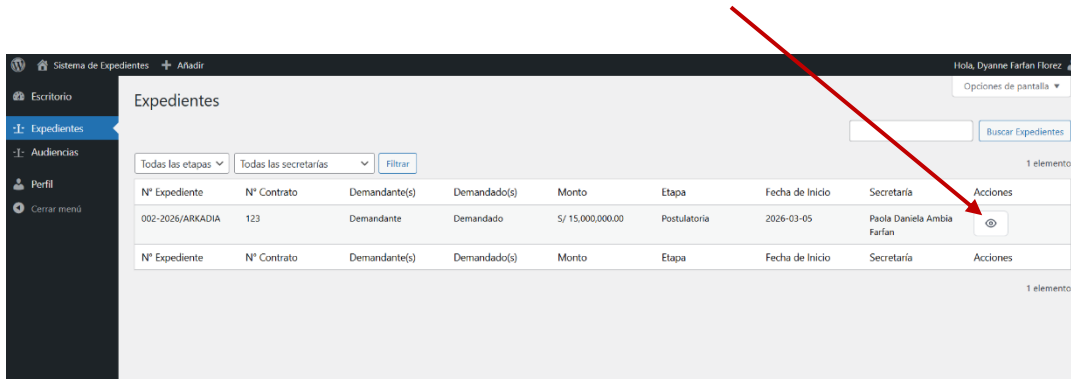 Sistema de Expedientes + Añadir Hola, Dyanne Farfan Florez
Opciones de pantalla ▼
Escritorio
Expedientes
Audiencias
Perfil
Cerrar menú
Expedientes
Buscar Expedientes
Todas las etapas Todas las secretarías Filtrar 1 elemento
N° Expediente N° Contrato Demandante(s) Demandado(s) Monto Etapa Fecha de Inicio Secretaría Acciones
002-2026/ARKADIA 123 Demandante Demandado S/ 15,000,000.00 Postulatoria 2026-03-05 Paola Daniela Ambia
Farfan
N° Expediente N° Contrato Demandante(s) Demandado(s) Monto Etapa Fecha de Inicio Secretaría Acciones
1 elemento